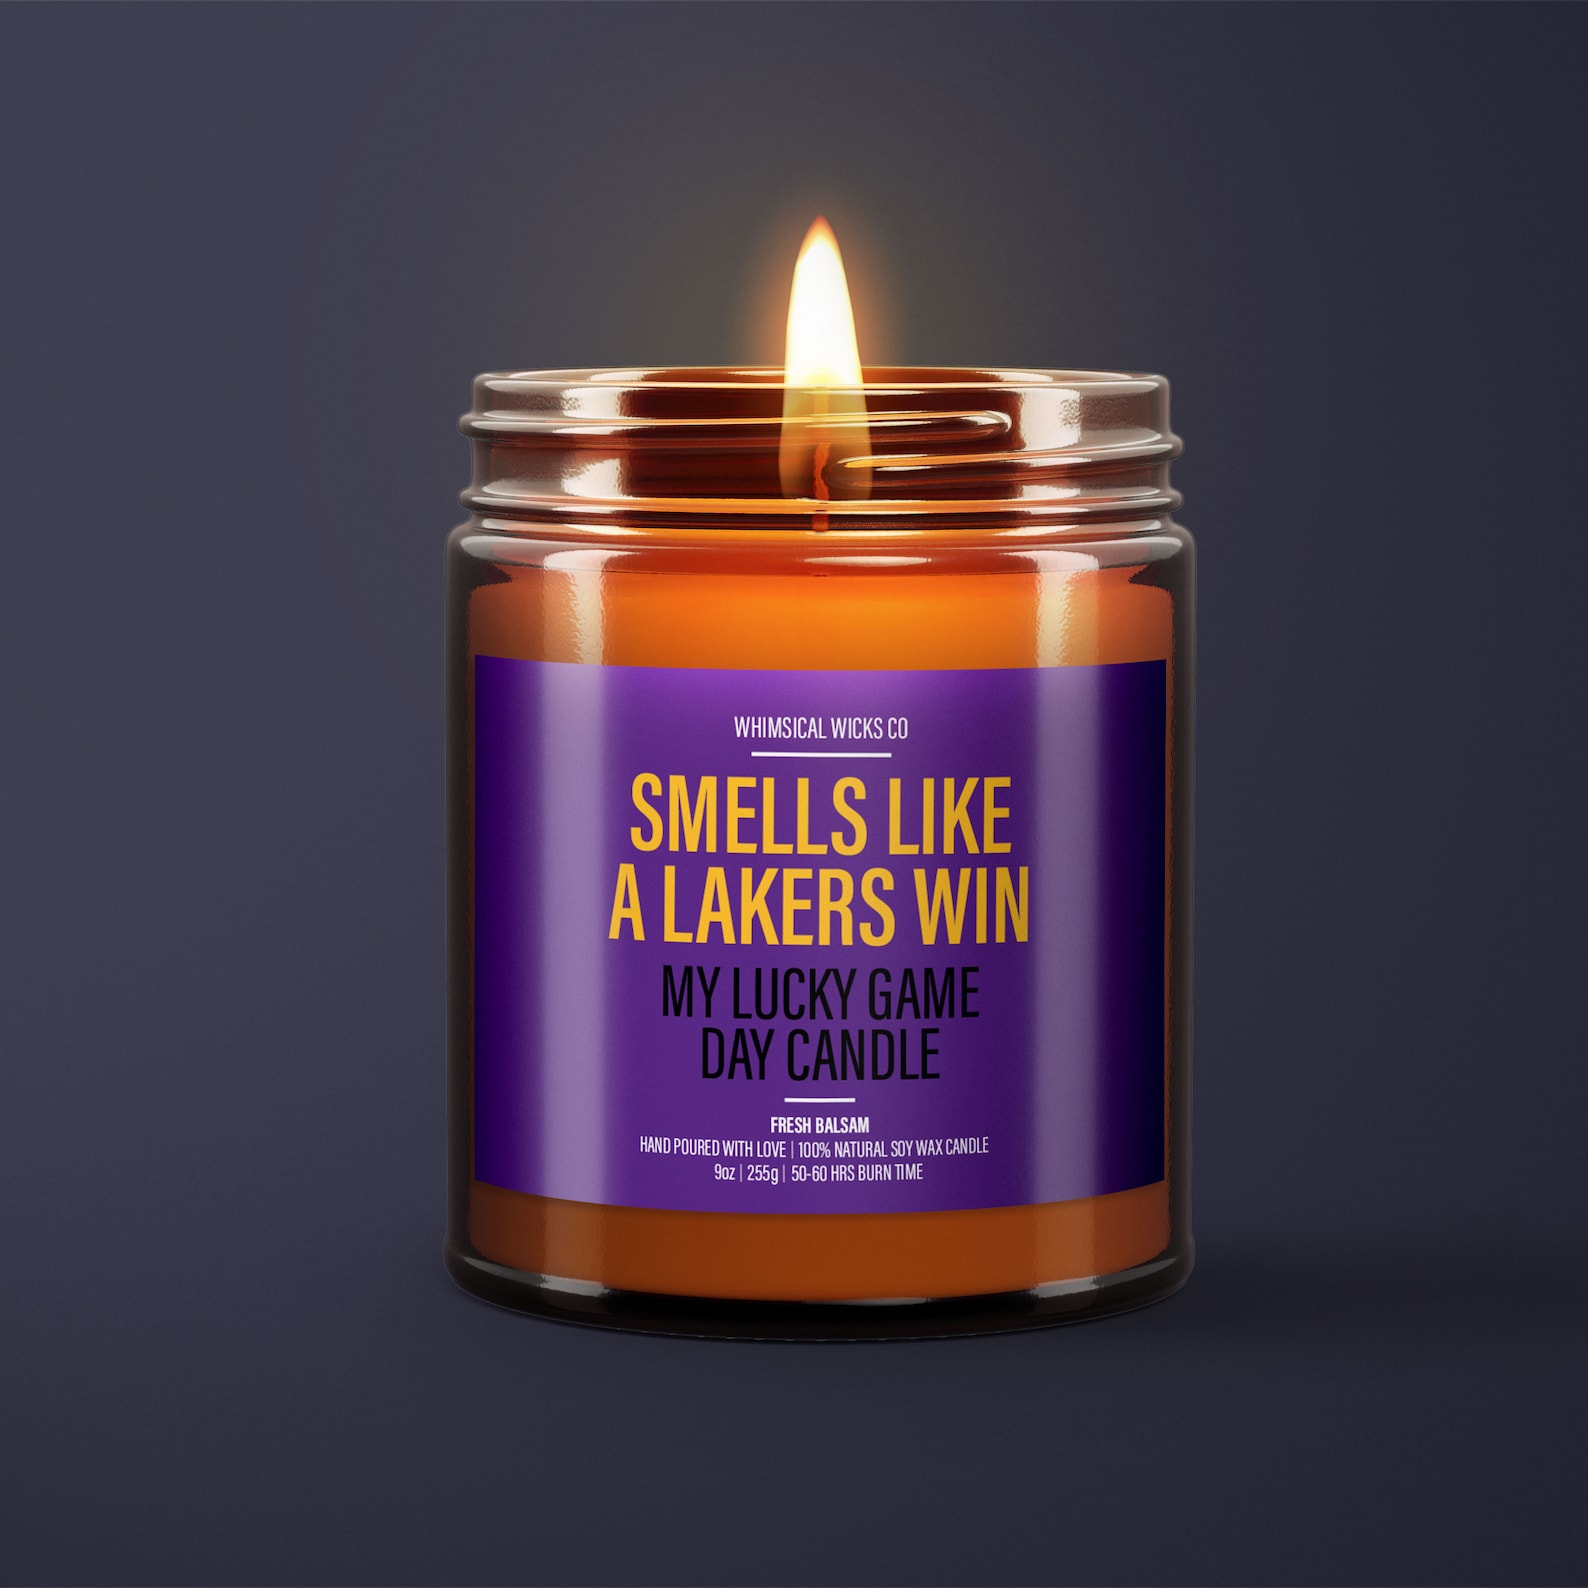 WHIMSICAL WICKS CO
SMELLS LIKE
A LAKERS WIN
MY LUCKY GAME
DAY CANDLE
FRESH BALSAM
HAND POURED WITH LOVE | 100% NATURAL SOY WAX CANDLE
9oz | 255g | 50-60 HRS BURN TIME